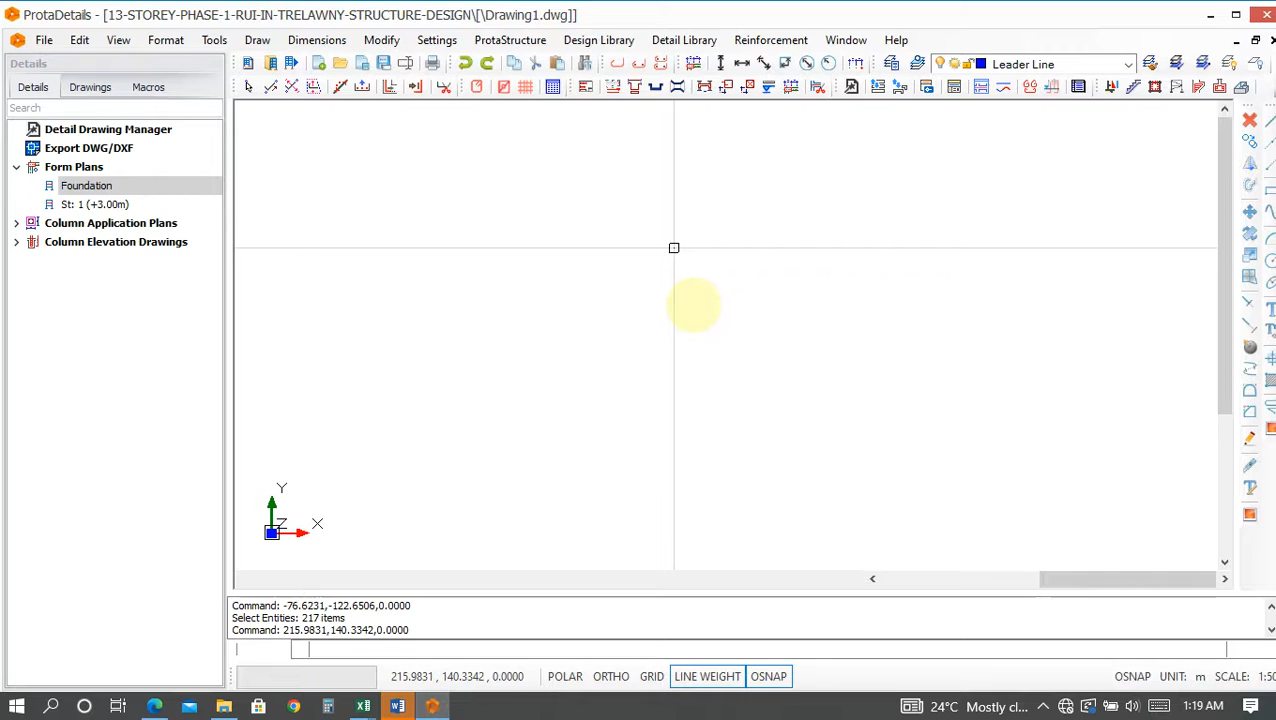 ProtaDetails - [13-STOREY-PHASE-1-RUI-IN-TRELAWNY-STRUCTURE-DESIGN\[\Drawing1.dwg]]
File Edit View Format Tools Draw Dimensions Modify Settings ProtaStructure Design Library Detail Library Reinforcement Window Help
Details
Leader Line
Details Drawings Macros
Search
Detail Drawing Manager
Export DWG/DXF
Form Plans
Foundation
St: 1 (+3.00m)
Column Application Plans
Column Elevation Drawings
Y
Z X
Command: -76.6231,-122.6506,0.0000
Select Entities: 217 items
Command: 215.9831,140.3342,0.0000
215.9831 , 140.3342 , 0.0000 POLAR ORTHO GRID LINE WEIGHT OSNAP OSNAP UNIT: m SCALE: 1:50
24°C Mostly cl... 1:19 AM